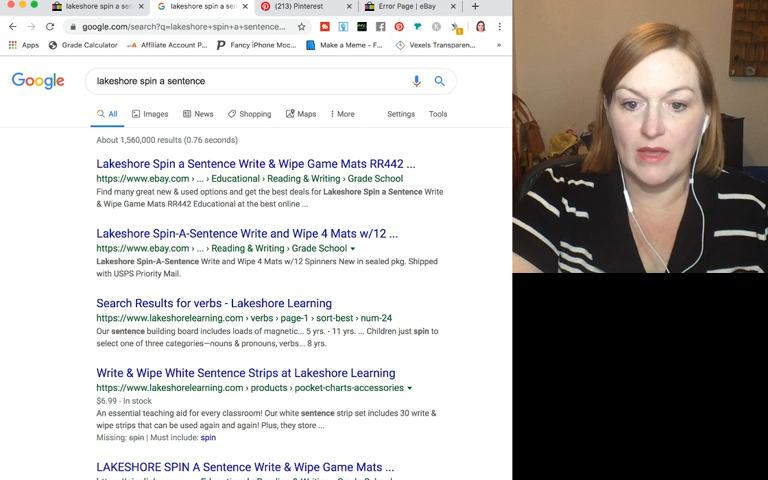 lakeshore spin a sen
lakeshore spin a sen
(213) Pinterest
Error Page | eBay
google.com/search?q=lakeshore+spin+a+sentence...
Apps
Grade Calculator
Affiliate Account P...
Fancy iPhone Moc...
Make a Meme - F...
Vexels Transparen...
Google
lakeshore spin a sentence
All
Images
News
Shopping
Maps
More
Settings
Tools
About 1,560,000 results (0.76 seconds)
Lakeshore Spin a Sentence Write & Wipe Game Mats RR442 ...
https://www.ebay.com › ... › Educational › Reading & Writing › Grade School
Find many great new & used options and get the best deals for Lakeshore Spin a Sentence Write
& Wipe Game Mats RR442 Educational at the best online ...
Lakeshore Spin-A-Sentence Write and Wipe 4 Mats w/12 ...
https://www.ebay.com › ... › Reading & Writing › Grade School
Lakeshore Spin-A-Sentence Write and Wipe 4 Mats w/12 Spinners New in sealed pkg. Shipped
with USPS Priority Mail.
Search Results for verbs - Lakeshore Learning
https://www.lakeshorelearning.com › verbs › page-1 › sort-best › num-24
Our sentence building board includes loads of magnetic... 5 yrs. - 11 yrs. ... Children just spin to
select one of three categories—nouns & pronouns, verbs... 8 yrs.
Write & Wipe White Sentence Strips at Lakeshore Learning
https://www.lakeshorelearning.com › products › pocket-charts-accessories
$6.99 - In stock
An essential teaching aid for every classroom! Our white sentence strip set includes 30 write &
wipe strips that can be used again and again! Plus, they store ...
Missing: spin | Must include: spin
LAKESHORE SPIN A Sentence Write & Wipe Game Mats ...